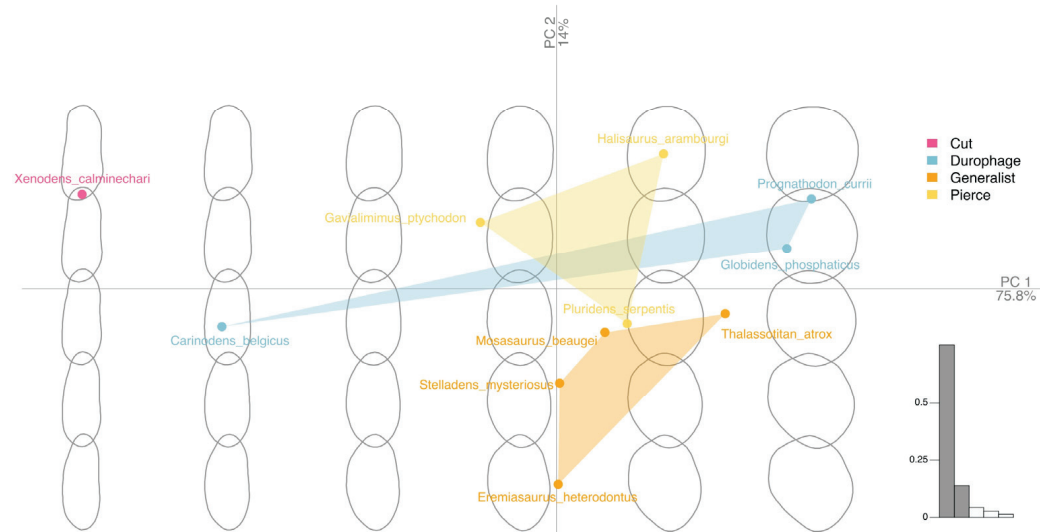 PC 2
14%
Halisaurus_arambourgi
Cut
Durophage
Generalist
Pierce
Xenodens_calminechari
Prognathodon_currii
Gavialimimus_ptychodon
Globidens_phosphaticus
PC 1
75.8%
Pluridens_serpentis
Carinodens_belgicus
Mosasaurus_beaugei
Thalassotitan_atrox
Stelladens_mysteriosus
Eremiasaurus_heterodontus
0.5
0.25
0